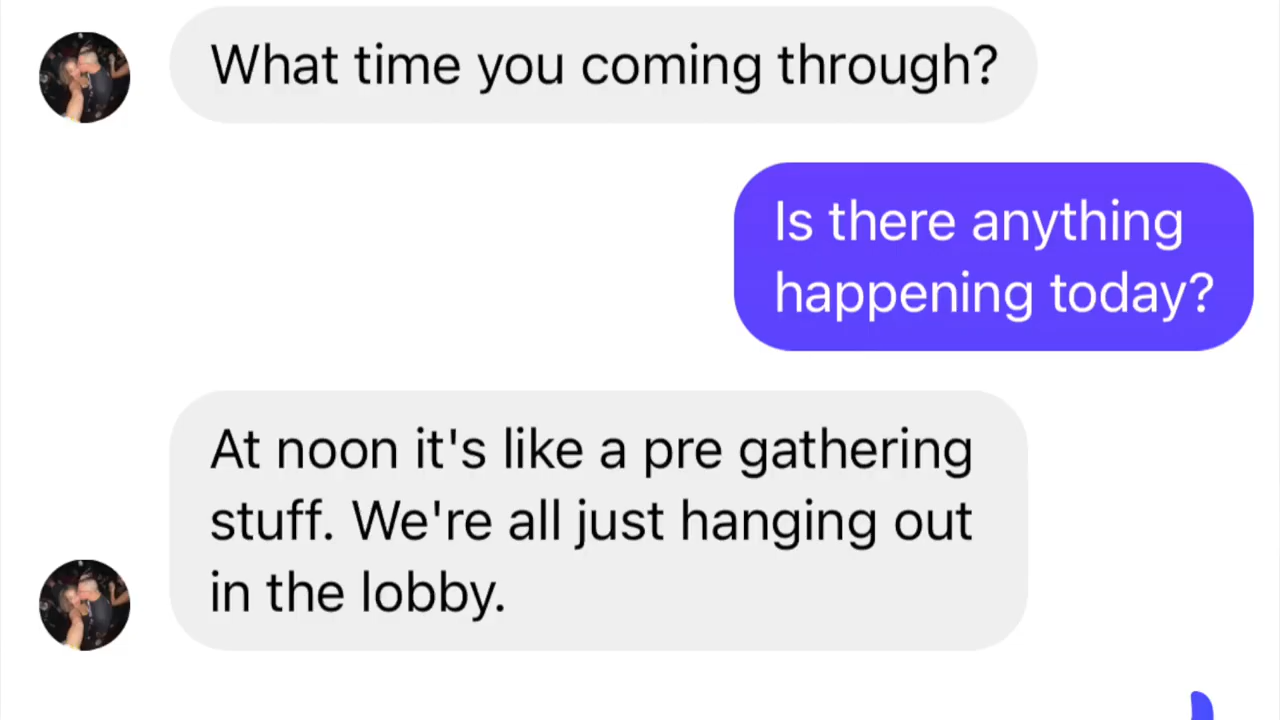 What time you coming through?
Is there anything
happening today?
At noon it's like a pre gathering
stuff. We're all just hanging out
in the lobby.